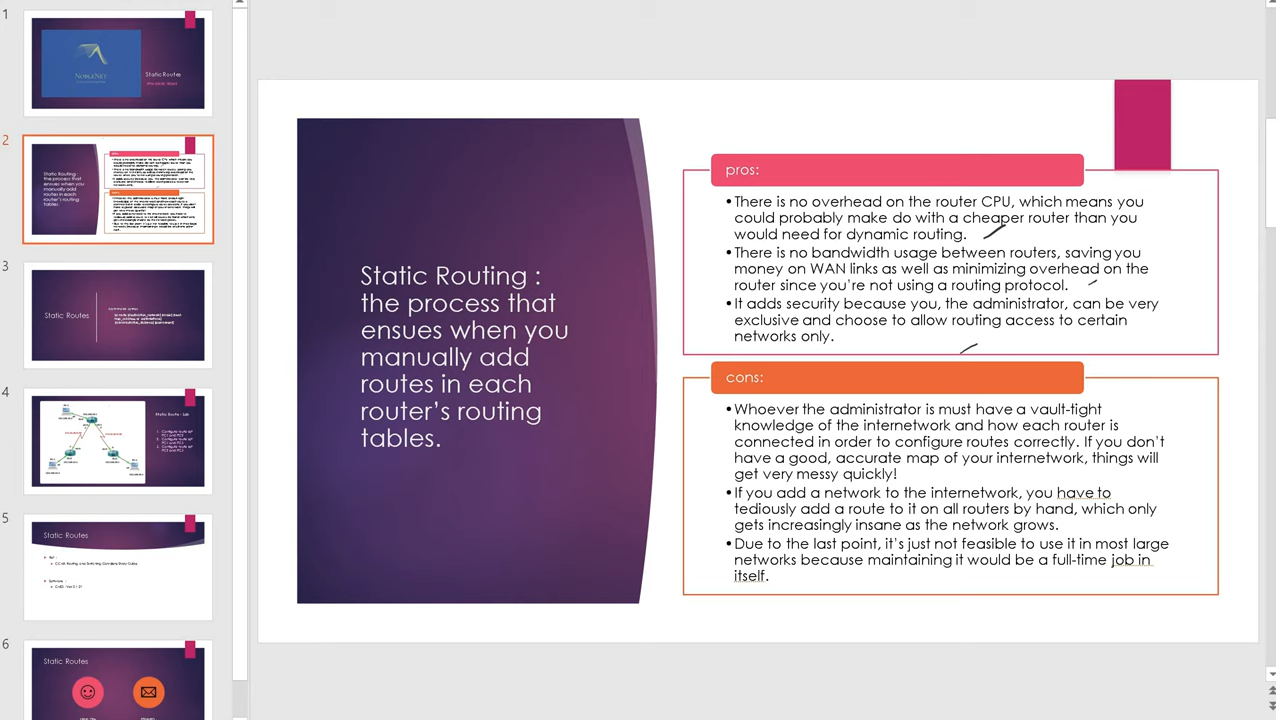 1
NOBLENET
Static Routes
2
Static Routing :
the process that
ensues when you
manually add
routes in each
router's routing
tables.
3
Static Routes
4
Static Route - Lab
5
Static Routes
6
Static Routes
Static Routing :
the process that
ensues when you
manually add
routes in each
router's routing
tables.
pros:
•There is no overhead on the router CPU, which means you
could probably make do with a cheaper router than you
would need for dynamic routing.
•There is no bandwidth usage between routers, saving you
money on WAN links as well as minimizing overhead on the
router since you're not using a routing protocol.
•It adds security because you, the administrator, can be very
exclusive and choose to allow routing access to certain
networks only.
cons:
•Whoever the administrator is must have a vault-tight
knowledge of the internetwork and how each router is
connected in order to configure routes correctly. If you don't
have a good, accurate map of your internetwork, things will
get very messy quickly!
•If you add a network to the internetwork, you have to
tediously add a route to it on all routers by hand, which only
gets increasingly insane as the network grows.
•Due to the last point, it's just not feasible to use it in most large
networks because maintaining it would be a full-time job in
itself